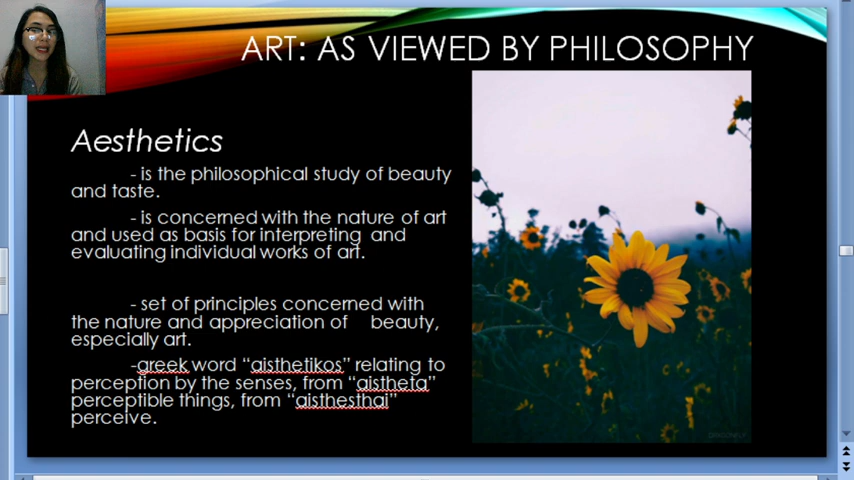 ART: AS VIEWED BY PHILOSOPHY
Aesthetics
- is the philosophical study of beauty
and taste.
- is concerned with the nature of art
and used as basis for interpreting and
evaluating individual works of art.
- set of principles concerned with
the nature and appreciation of beauty,
especially art.
-greek word “aisthetikos” relating to
perception by the senses, from “aistheta”
perceptible things, from “aisthesthai”
perceive.